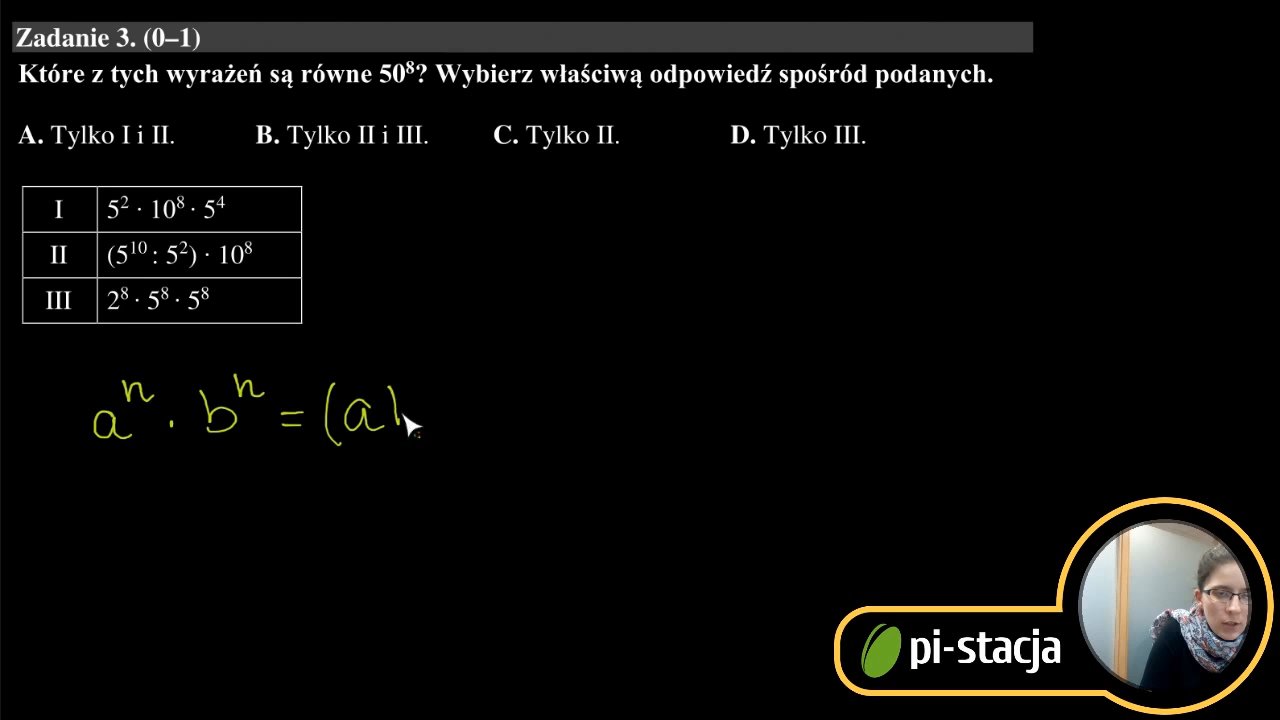 Zadanie 3. (0–1)
Które z tych wyrażeń są równe 50⁸? Wybierz właściwą odpowiedź spośród podanych.
A. Tylko I i II. B. Tylko II i III. C. Tylko II. D. Tylko III.
I 5² · 10⁸ · 5⁴
II (5¹⁰ : 5²) · 10⁸
III 2⁸ · 5⁸ · 5⁸
aⁿ · bⁿ = (a
pi-stacja